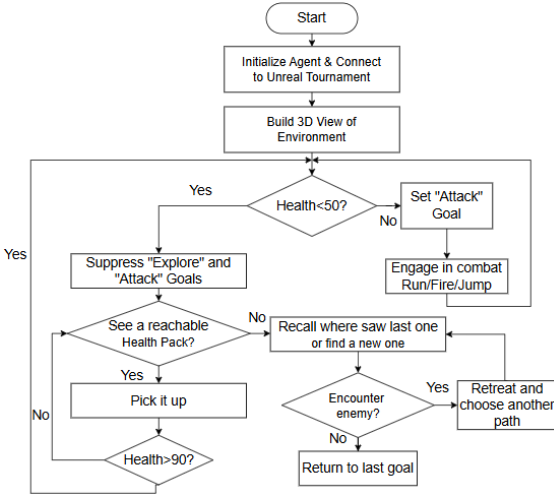 Start
Initialize Agent & Connect
to Unreal Tournament
Build 3D View of
Environment
Yes
Health<50?
No
Set "Attack"
Goal
Yes
Suppress "Explore" and
"Attack" Goals
Engage in combat
Run/Fire/Jump
See a reachable
Health Pack?
No
Recall where saw last one
or find a new one
Yes
Pick it up
No
Encounter
enemy?
Yes
Retreat and
choose another
path
Health>90?
No
Return to last goal